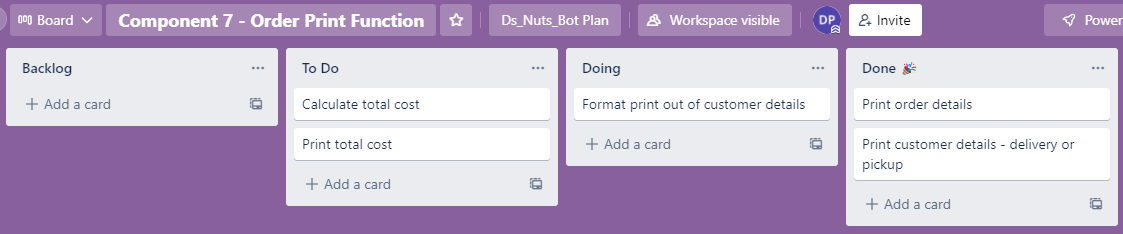 Board
Component 7 - Order Print Function
Ds_Nuts_Bot Plan
Workspace visible
DP
Invite
Power
Backlog
Add a card
To Do
Calculate total cost
Print total cost
Add a card
Doing
Format print out of customer details
Add a card
Done 🎉
Print order details
Print customer details - delivery or
pickup
Add a card